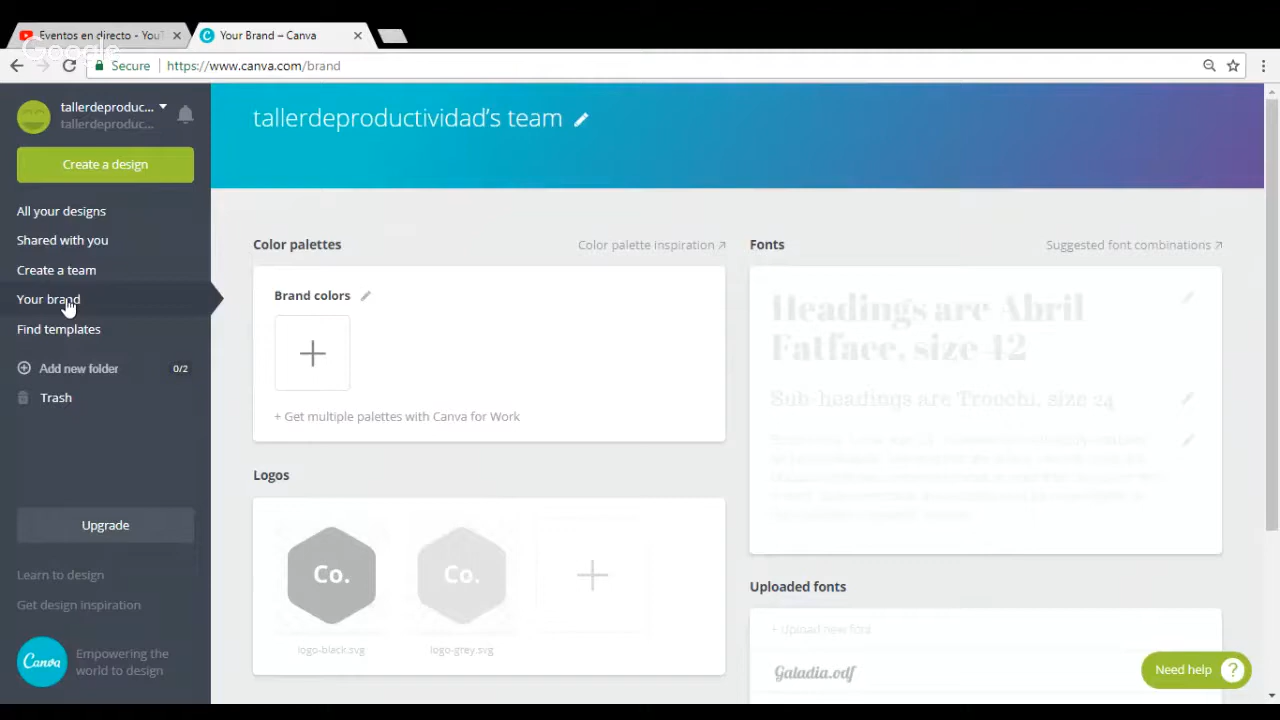 Eventos en directo - YouT
Your Brand – Canva
Google
Secure
https://www.canva.com/brand
tallerdeproduc...
tallerdeproduc...
Create a design
All your designs
Shared with you
Create a team
Your brand
Find templates
Add new folder
0/2
Trash
Upgrade
Learn to design
Get design inspiration
Canva
Empowering the
world to design
tallerdeproductividad's team
Color palettes
Color palette inspiration
Brand colors
+ Get multiple palettes with Canva for Work
Logos
Co.
Co.
logo-black.svg
logo-grey.svg
Fonts
Suggested font combinations
Headings are Abril
Fatface, size 42
Sub-headings are Trocchi, size 24
Uploaded fonts
+ Upload new font
Galadia.odf
Need help ?